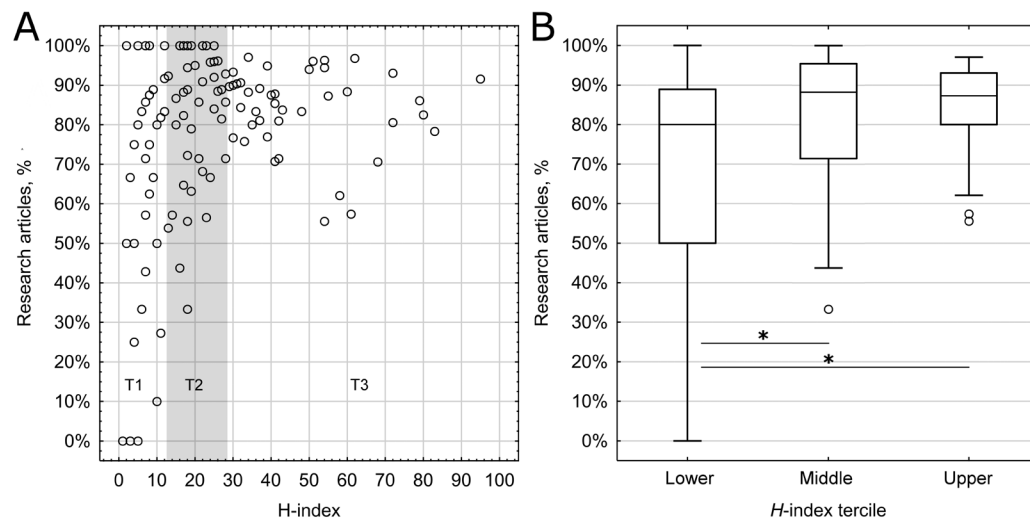 A
Research articles, %
100%
90%
80%
70%
60%
50%
40%
30%
20%
10%
0%
T1 T2 T3
0 10 20 30 40 50 60 70 80 90 100
H-index
B
Research articles, %
100%
90%
80%
70%
60%
50%
40%
30%
20%
10%
0%
*
*
Lower Middle Upper
H-index tercile